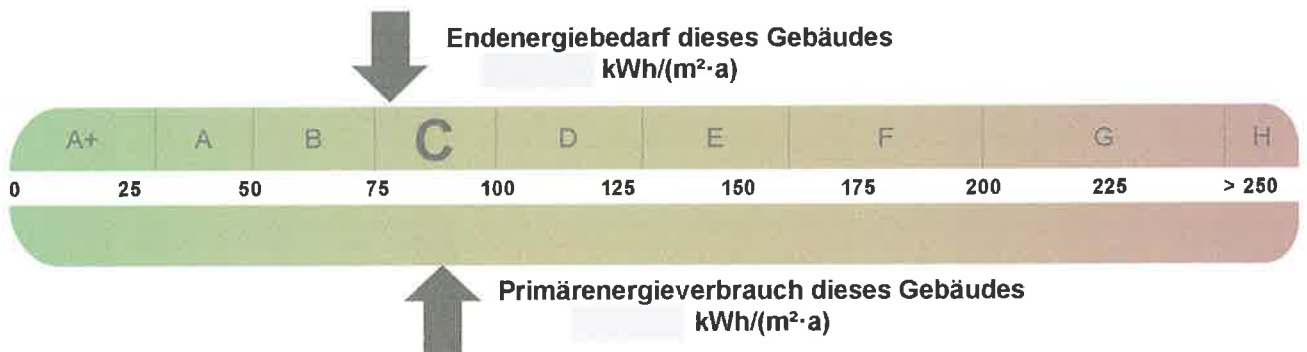 Endenergiebedarf dieses Gebäudes
kWh/(m²·a)
A+ A B C D E F G H
0 25 50 75 100 125 150 175 200 225 > 250
Primärenergieverbrauch dieses Gebäudes
kWh/(m²·a)